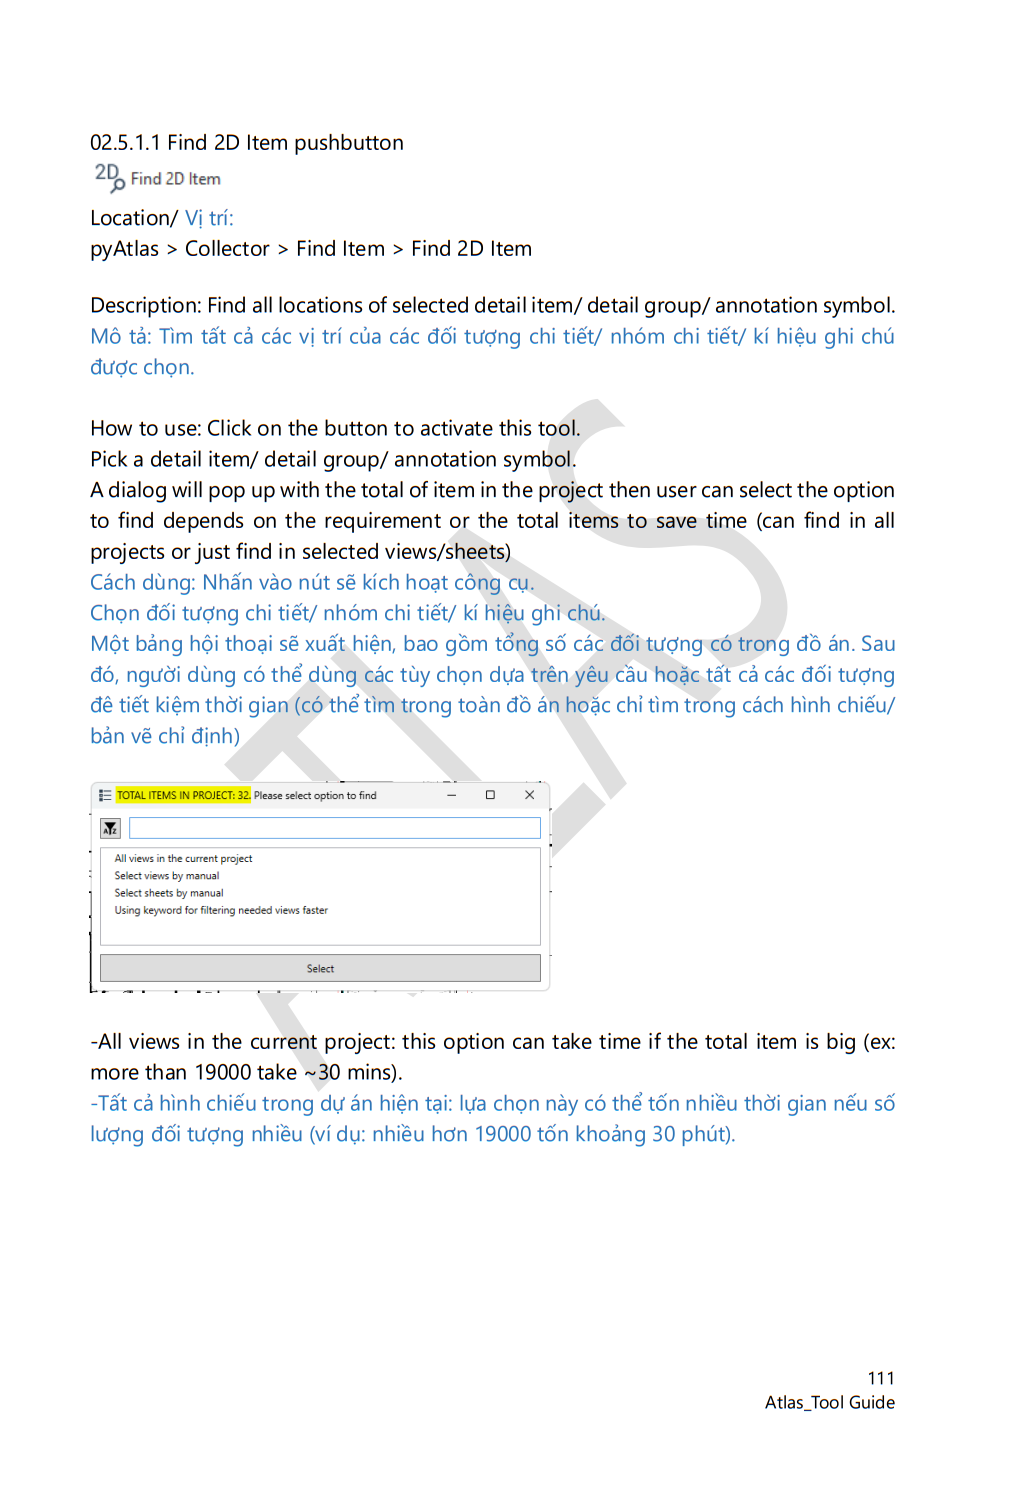 02.5.1.1 Find 2D Item pushbutton
2D Find 2D Item
Location/ Vị trí:
pyAtlas > Collector > Find Item > Find 2D Item
Description: Find all locations of selected detail item/ detail group/ annotation symbol.
Mô tả: Tìm tất cả các vị trí của các đối tượng chi tiết/ nhóm chi tiết/ kí hiệu ghi chú
được chọn.
How to use: Click on the button to activate this tool.
Pick a detail item/ detail group/ annotation symbol.
A dialog will pop up with the total of item in the project then user can select the option
to find depends on the requirement or the total items to save time (can find in all
projects or just find in selected views/sheets)
Cách dùng: Nhấn vào nút sẽ kích hoạt công cụ.
Chọn đối tượng chi tiết/ nhóm chi tiết/ kí hiệu ghi chú.
Một bảng hội thoại sẽ xuất hiện, bao gồm tổng số các đối tượng có trong đồ án. Sau
đó, người dùng có thể dùng các tùy chọn dựa trên yêu cầu hoặc tất cả các đối tượng
đê tiết kiệm thời gian (có thể tìm trong toàn đồ án hoặc chỉ tìm trong cách hình chiếu/
bản vẽ chỉ định)
TOTAL ITEMS IN PROJECT: 32. Please select option to find
All views in the current project
Select views by manual
Select sheets by manual
Using keyword for filtering needed views faster
Select
-All views in the current project: this option can take time if the total item is big (ex:
more than 19000 take ~30 mins).
-Tất cả hình chiếu trong dự án hiện tại: lựa chọn này có thể tốn nhiều thời gian nếu số
lượng đối tượng nhiều (ví dụ: nhiều hơn 19000 tốn khoảng 30 phút).
ATLAS
111
Atlas_Tool Guide